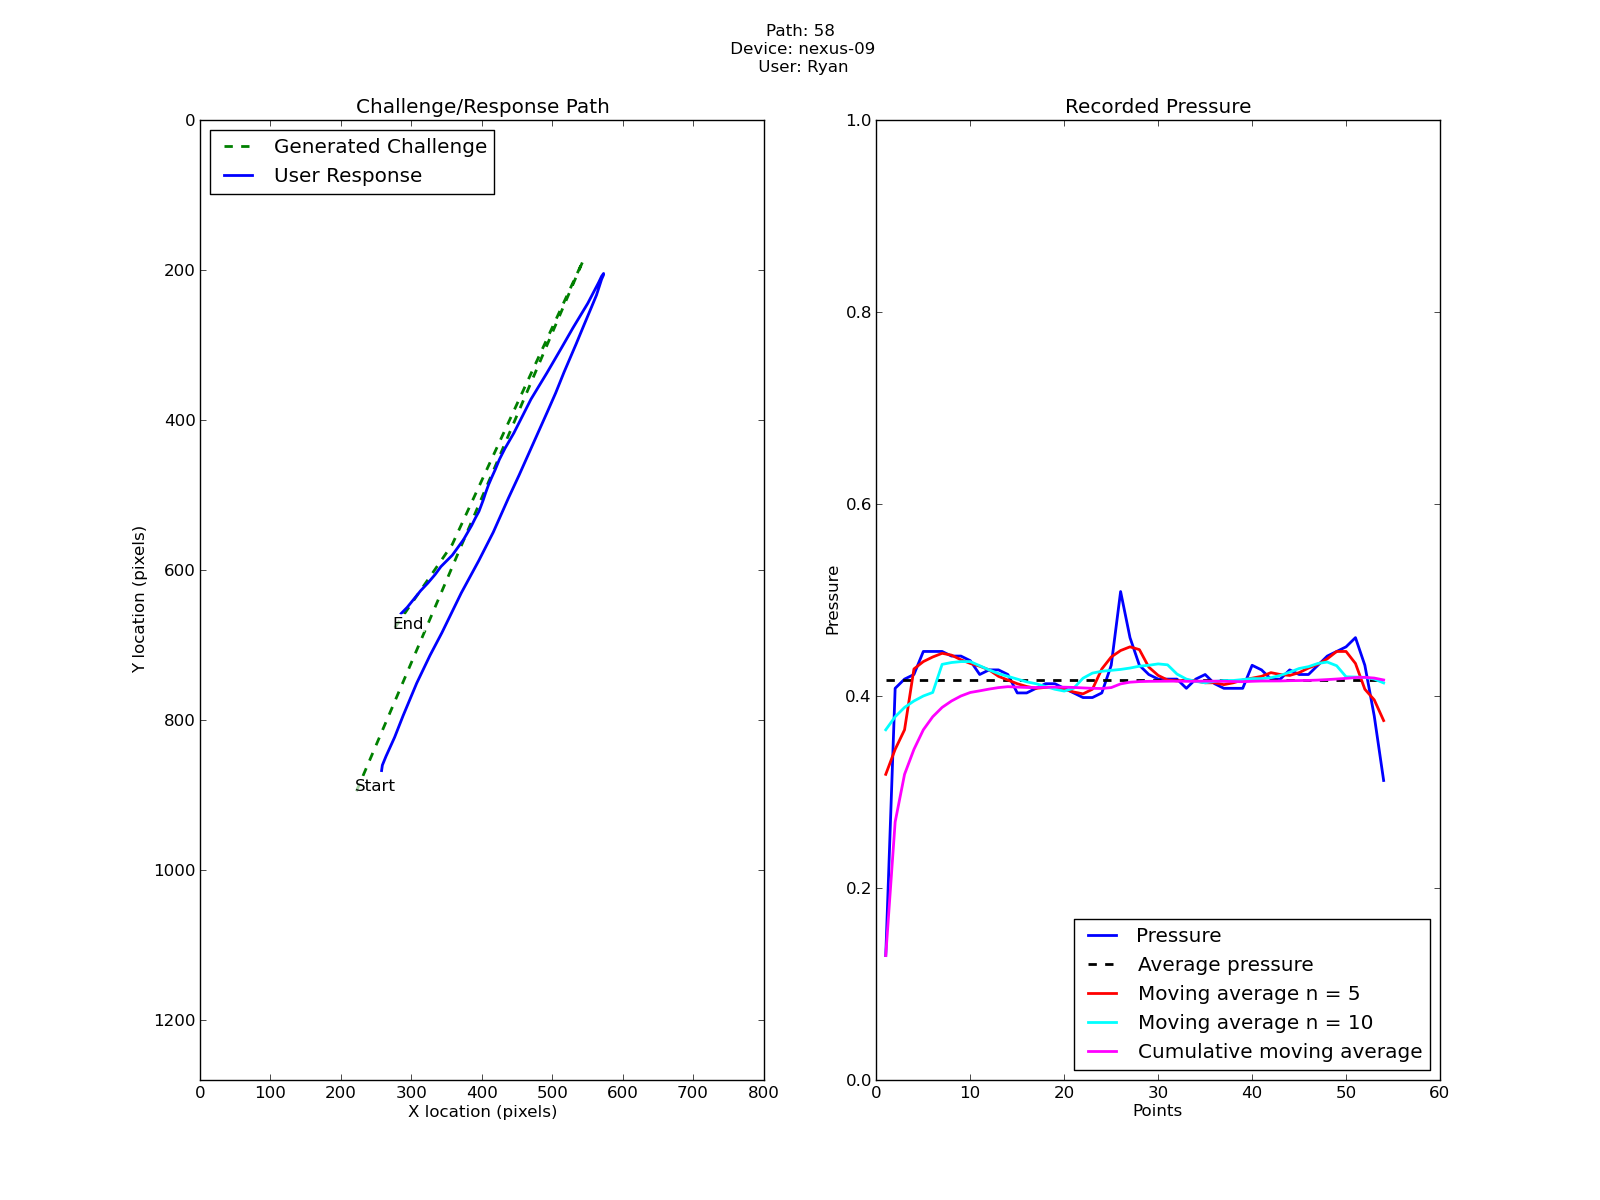 Path: 58
Device: nexus-09
User: Ryan
Challenge/Response Path
0
200
400
600
800
1000
1200
Y location (pixels)
Generated Challenge
User Response
End
Start
0 100 200 300 400 500 600 700 800
X location (pixels)
Recorded Pressure
1.0
0.8
0.6
0.4
0.2
0.0
Pressure
Pressure
Average pressure
Moving average n = 5
Moving average n = 10
Cumulative moving average
0 10 20 30 40 50 60
Points